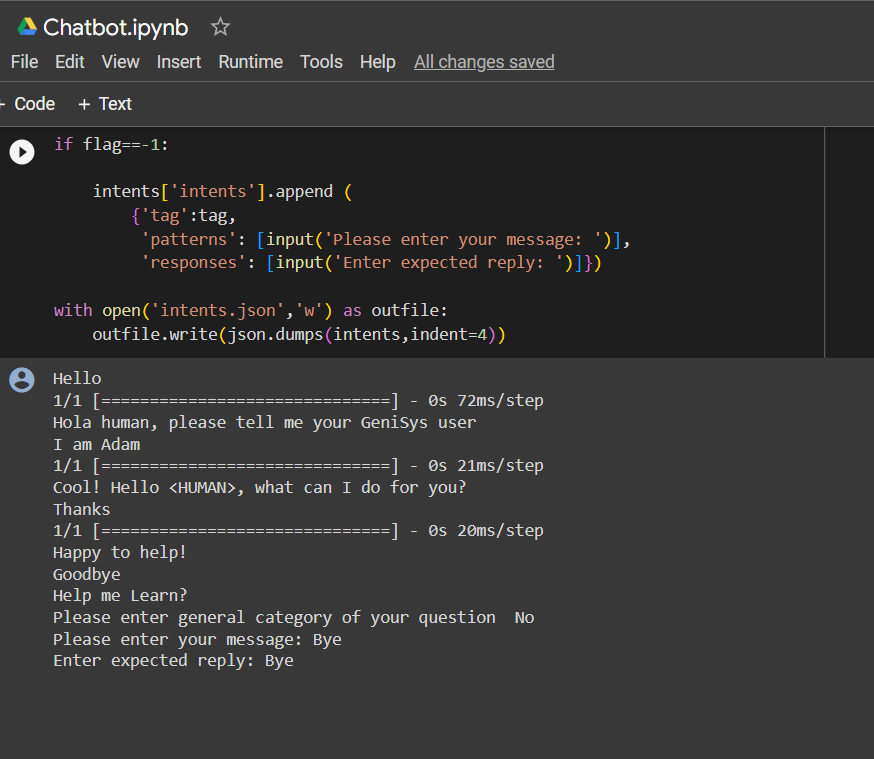 Chatbot.ipynb
File Edit View Insert Runtime Tools Help All changes saved
+ Code + Text
if flag==-1:
intents['intents'].append (
{'tag':tag,
'patterns': [input('Please enter your message: ')],
'responses': [input('Enter expected reply: ')]})
with open('intents.json','w') as outfile:
outfile.write(json.dumps(intents,indent=4))
Hello
1/1 [==============================] - 0s 72ms/step
Hola human, please tell me your GeniSys user
I am Adam
1/1 [==============================] - 0s 21ms/step
Cool! Hello <HUMAN>, what can I do for you?
Thanks
1/1 [==============================] - 0s 20ms/step
Happy to help!
Goodbye
Help me Learn?
Please enter general category of your question  No
Please enter your message: Bye
Enter expected reply: Bye